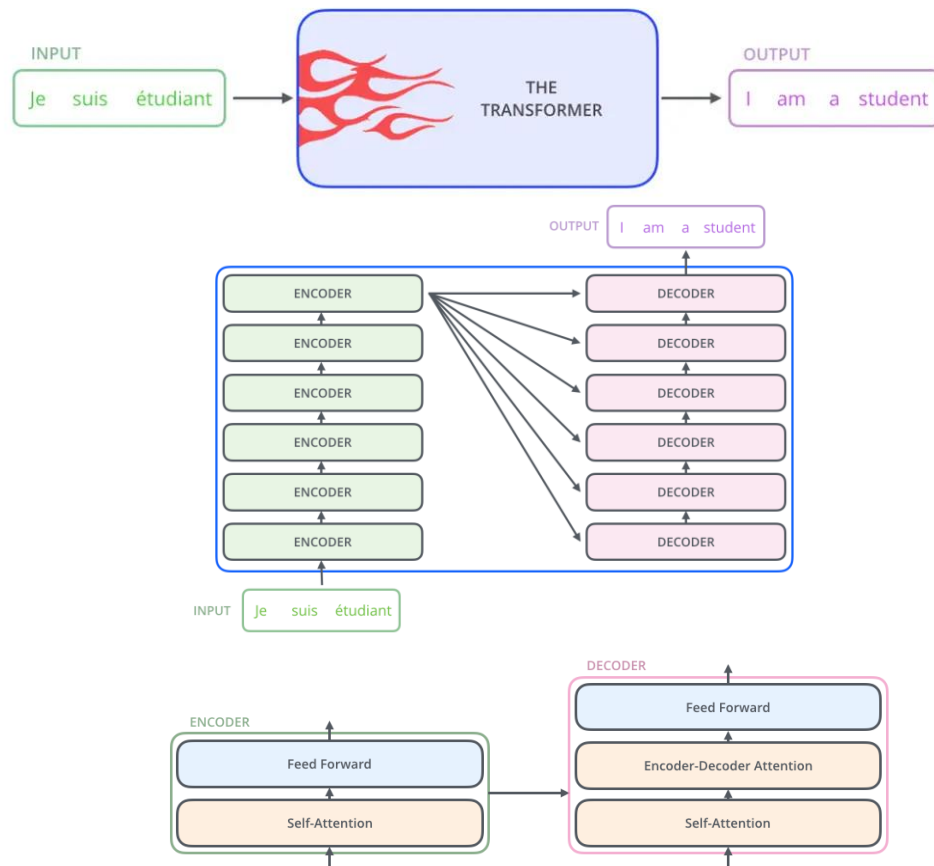 INPUT
Je suis étudiant
THE
TRANSFORMER
OUTPUT
I am a student
OUTPUT
I am a student
ENCODER
ENCODER
ENCODER
ENCODER
ENCODER
ENCODER
DECODER
DECODER
DECODER
DECODER
DECODER
DECODER
INPUT
Je suis étudiant
ENCODER
Feed Forward
Self-Attention
DECODER
Feed Forward
Encoder-Decoder Attention
Self-Attention